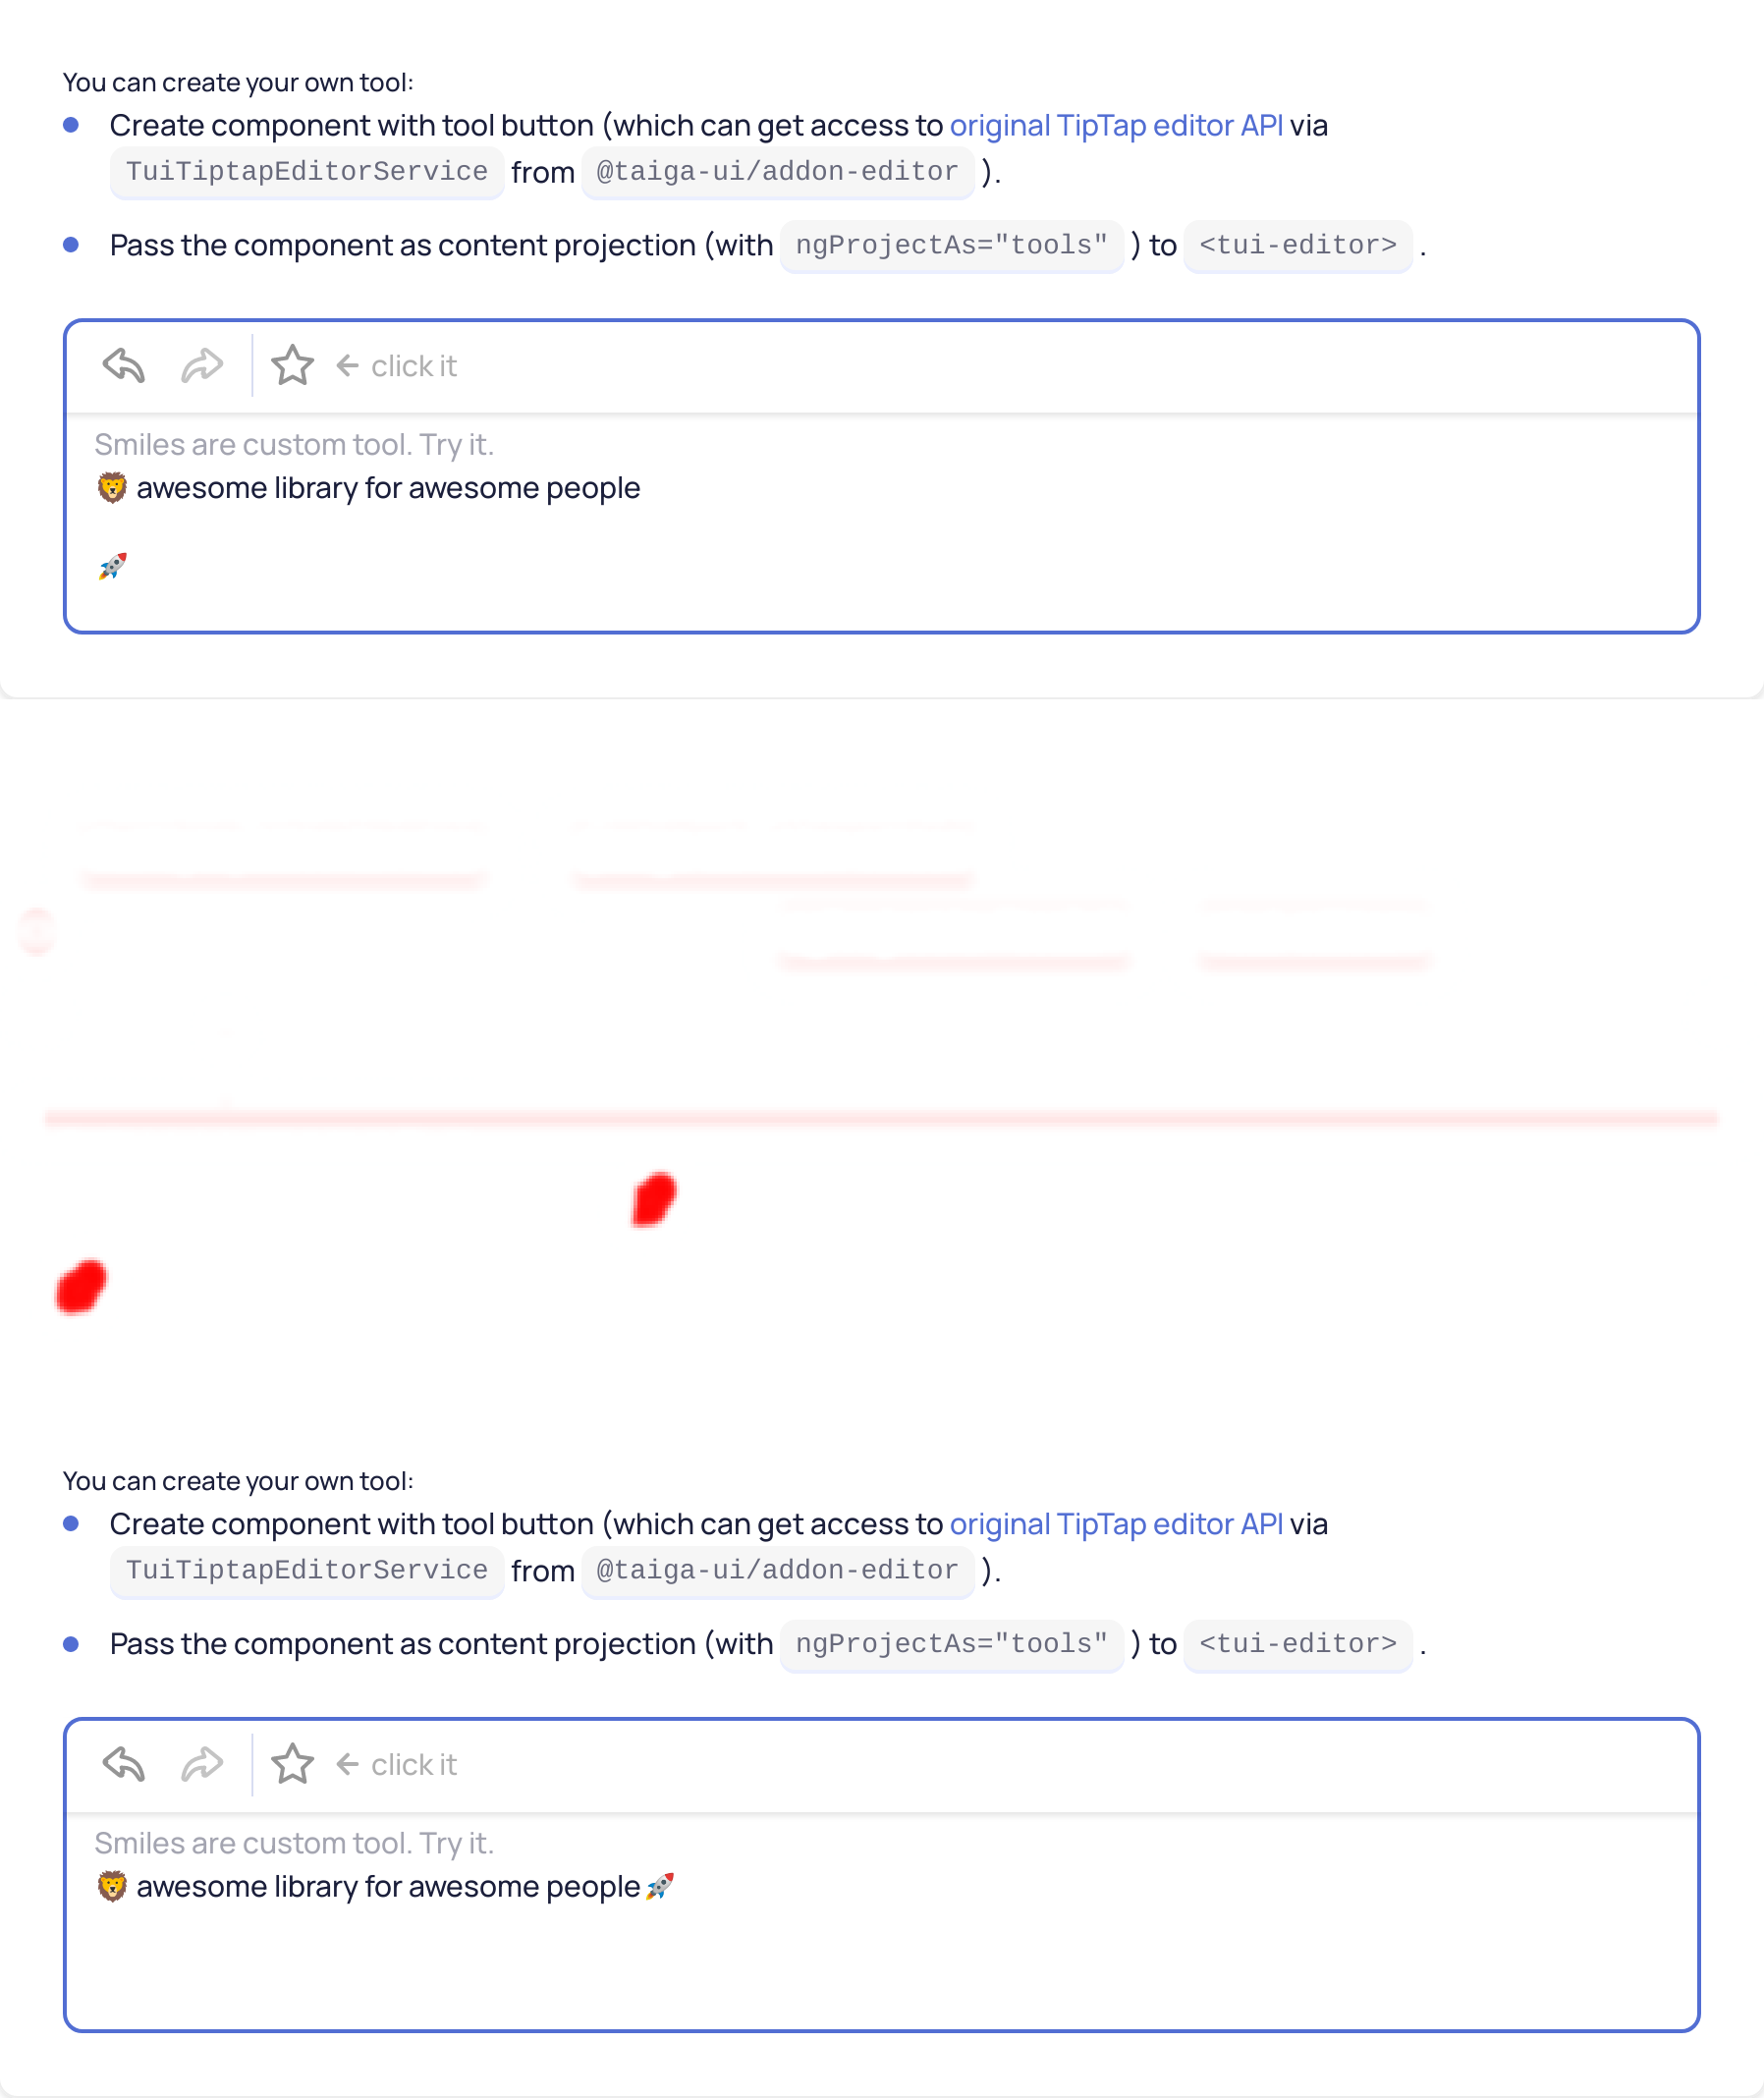 You can create your own tool:
Create component with tool button (which can get access to original TipTap editor API via
TuiTiptapEditorService from @taiga-ui/addon-editor ).
Pass the component as content projection (with ngProjectAs="tools" ) to <tui-editor> .
← click it
Smiles are custom tool. Try it.
🦁 awesome library for awesome people
🚀
You can create your own tool:
Create component with tool button (which can get access to original TipTap editor API via
TuiTiptapEditorService from @taiga-ui/addon-editor ).
Pass the component as content projection (with ngProjectAs="tools" ) to <tui-editor> .
← click it
Smiles are custom tool. Try it.
🦁 awesome library for awesome people🚀